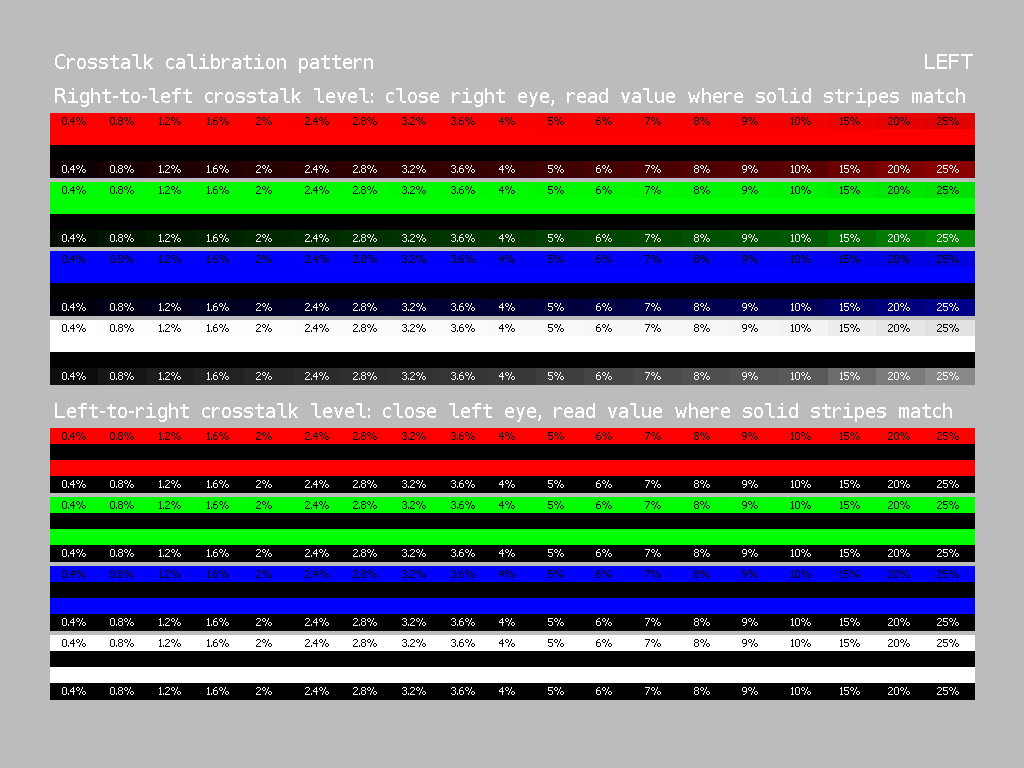 Crosstalk calibration pattern LEFT
Right-to-left crosstalk level: close right eye, read value where solid stripes match
0.4% 0.8% 1.2% 1.6% 2% 2.4% 2.8% 3.2% 3.6% 4% 5% 6% 7% 8% 9% 10% 15% 20% 25%
0.4% 0.8% 1.2% 1.6% 2% 2.4% 2.8% 3.2% 3.6% 4% 5% 6% 7% 8% 9% 10% 15% 20% 25%
0.4% 0.8% 1.2% 1.6% 2% 2.4% 2.8% 3.2% 3.6% 4% 5% 6% 7% 8% 9% 10% 15% 20% 25%
0.4% 0.8% 1.2% 1.6% 2% 2.4% 2.8% 3.2% 3.6% 4% 5% 6% 7% 8% 9% 10% 15% 20% 25%
0.4% 0.8% 1.2% 1.6% 2% 2.4% 2.8% 3.2% 3.6% 4% 5% 6% 7% 8% 9% 10% 15% 20% 25%
0.4% 0.8% 1.2% 1.6% 2% 2.4% 2.8% 3.2% 3.6% 4% 5% 6% 7% 8% 9% 10% 15% 20% 25%
0.4% 0.8% 1.2% 1.6% 2% 2.4% 2.8% 3.2% 3.6% 4% 5% 6% 7% 8% 9% 10% 15% 20% 25%
0.4% 0.8% 1.2% 1.6% 2% 2.4% 2.8% 3.2% 3.6% 4% 5% 6% 7% 8% 9% 10% 15% 20% 25%
Left-to-right crosstalk level: close left eye, read value where solid stripes match
0.4% 0.8% 1.2% 1.6% 2% 2.4% 2.8% 3.2% 3.6% 4% 5% 6% 7% 8% 9% 10% 15% 20% 25%
0.4% 0.8% 1.2% 1.6% 2% 2.4% 2.8% 3.2% 3.6% 4% 5% 6% 7% 8% 9% 10% 15% 20% 25%
0.4% 0.8% 1.2% 1.6% 2% 2.4% 2.8% 3.2% 3.6% 4% 5% 6% 7% 8% 9% 10% 15% 20% 25%
0.4% 0.8% 1.2% 1.6% 2% 2.4% 2.8% 3.2% 3.6% 4% 5% 6% 7% 8% 9% 10% 15% 20% 25%
0.4% 0.8% 1.2% 1.6% 2% 2.4% 2.8% 3.2% 3.6% 4% 5% 6% 7% 8% 9% 10% 15% 20% 25%
0.4% 0.8% 1.2% 1.6% 2% 2.4% 2.8% 3.2% 3.6% 4% 5% 6% 7% 8% 9% 10% 15% 20% 25%
0.4% 0.8% 1.2% 1.6% 2% 2.4% 2.8% 3.2% 3.6% 4% 5% 6% 7% 8% 9% 10% 15% 20% 25%
0.4% 0.8% 1.2% 1.6% 2% 2.4% 2.8% 3.2% 3.6% 4% 5% 6% 7% 8% 9% 10% 15% 20% 25%